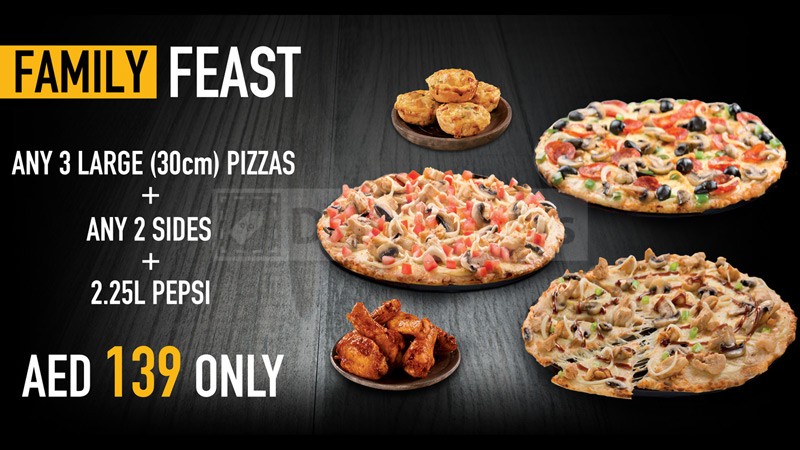 FAMILY FEAST
ANY 3 LARGE (30cm) PIZZAS
+
ANY 2 SIDES
+
2.25L PEPSI
AED 139 ONLY